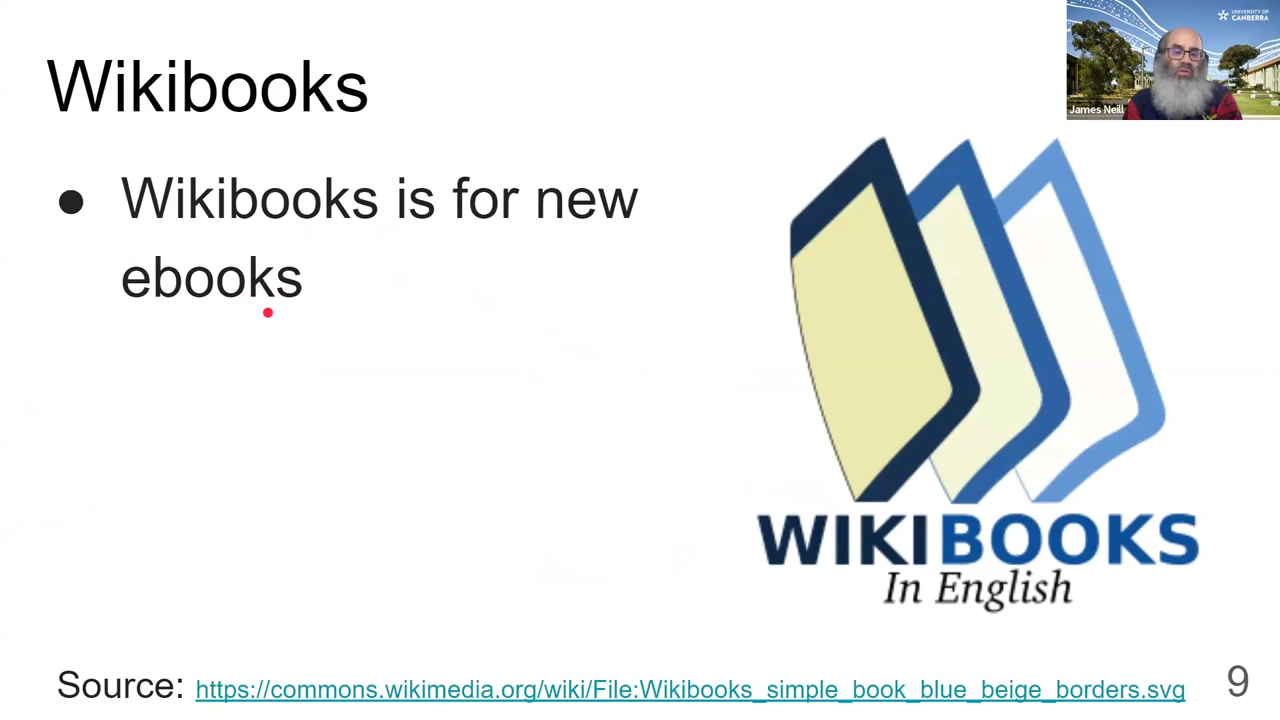 UNIVERSITY OF
CANBERRA
James Neill
Wikibooks
● Wikibooks is for new
ebooks
WIKIBOOKS
In English
Source: https://commons.wikimedia.org/wiki/File:Wikibooks_simple_book_blue_beige_borders.svg
9